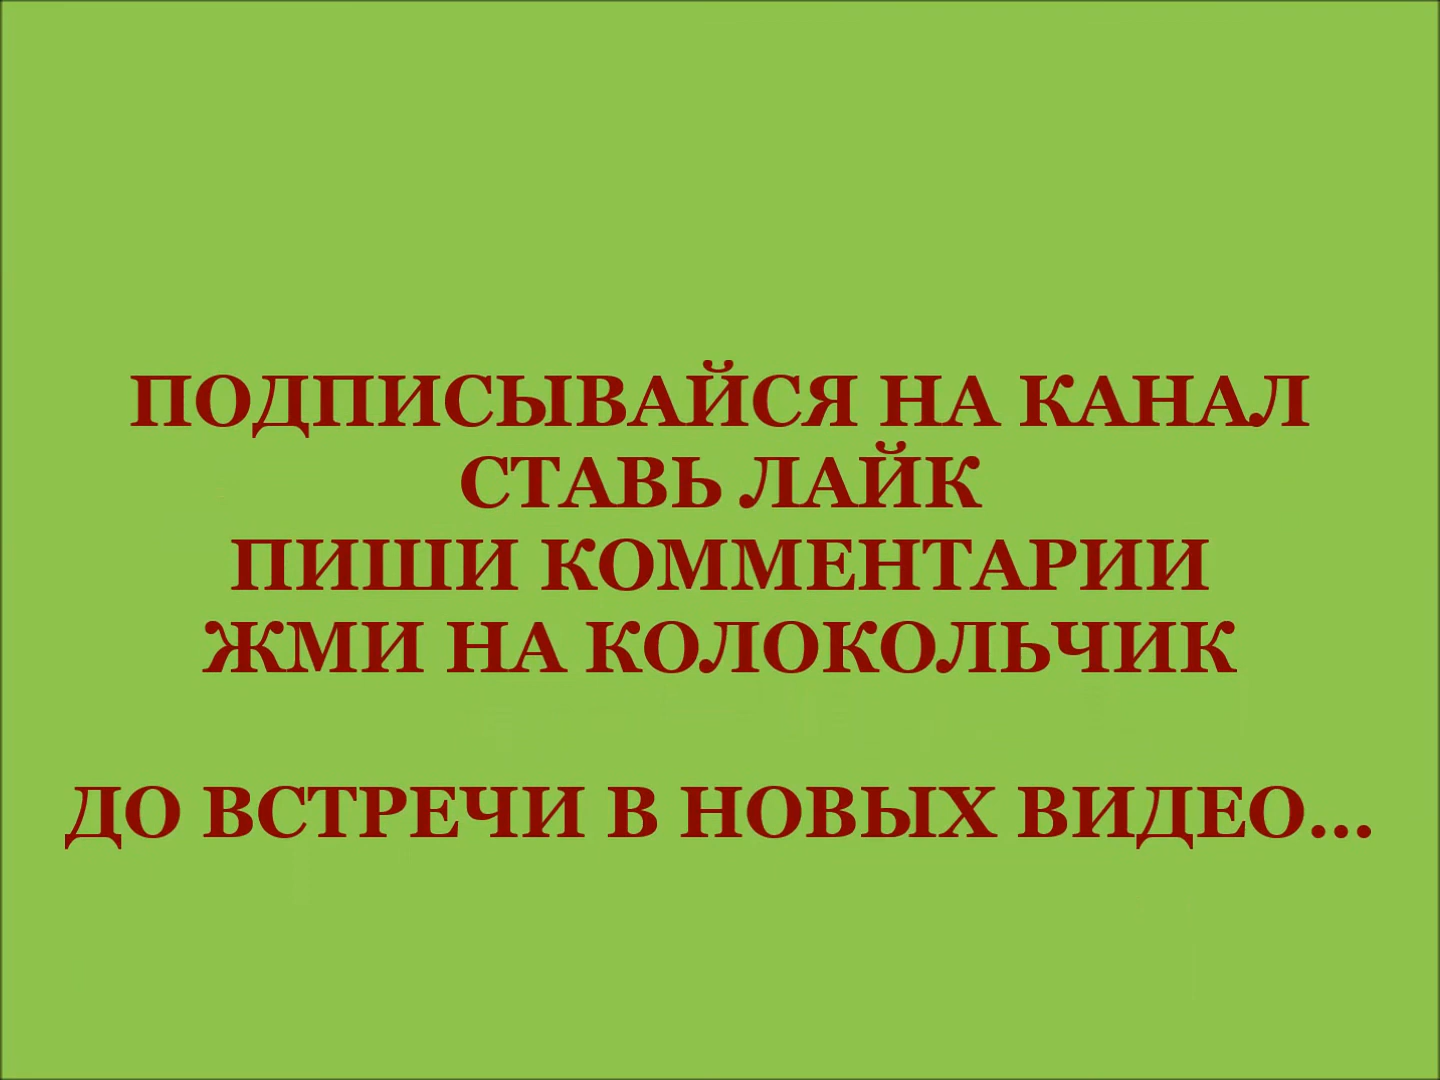 ПОДПИСЫВАЙСЯ НА КАНАЛ
СТАВЬ ЛАЙК
ПИШИ КОММЕНТАРИИ
ЖМИ НА КОЛОКОЛЬЧИК
ДО ВСТРЕЧИ В НОВЫХ ВИДЕО...